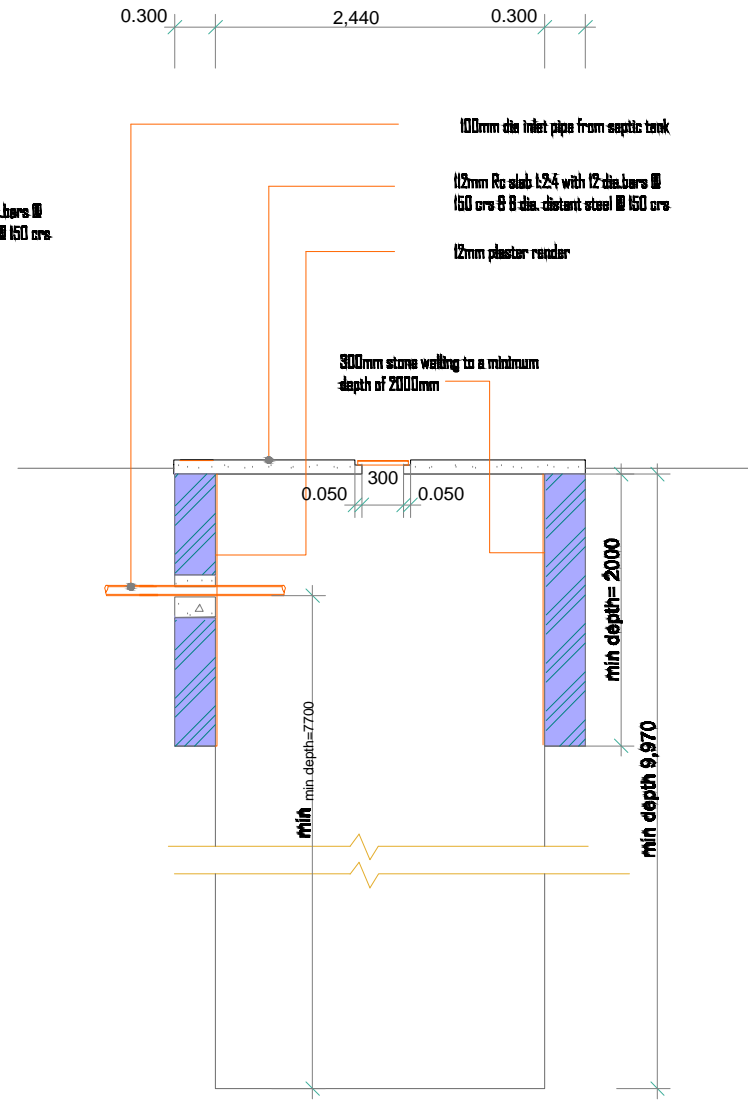 0.300 2,440 0.300
100mm dia inlet pipe from septic tank
112mm Rc slab 1:2:4 with 12 dia.bars @
150 crs & 8 dia. distant steel @ 150 crs
.bars @
@ 150 crs
12mm plaster render
300mm stone walling to a minimum
depth of 2000mm
300
0.050 0.050
min depth= 2000
min min depth=7700
min depth 9,970